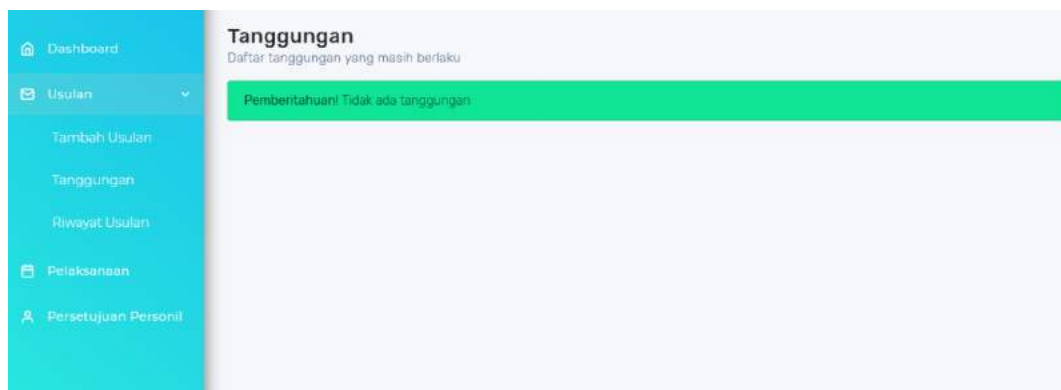 Dashboard
Usulan
Tambah Usulan
Tanggungan
Riwayat Usulan
Pelaksanaan
Persetujuan Personil
Tanggungan
Daftar tanggungan yang masih berlaku
Pemberitahuan! Tidak ada tanggungan